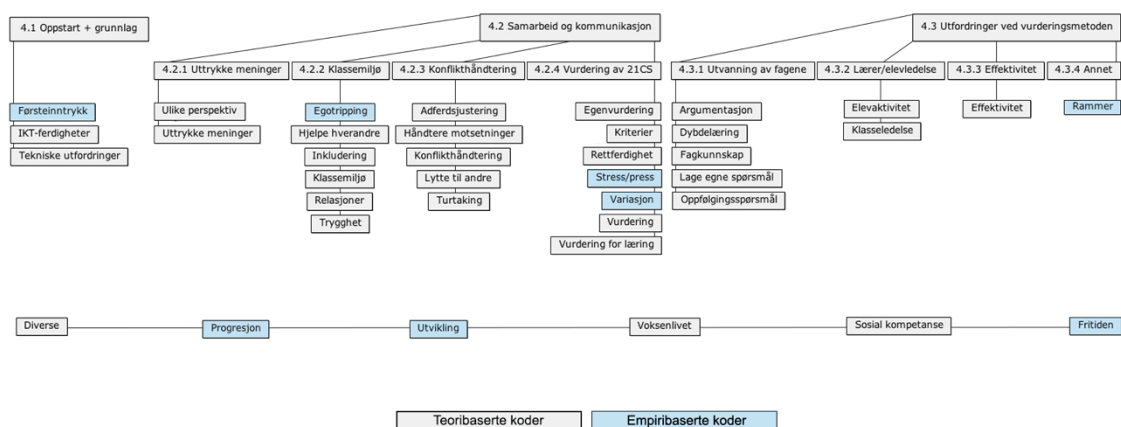 4.1 Oppstart + grunnlag
4.2 Samarbeid og kommunikasjon
4.3 Utfordringer ved vurderingsmetoden
4.2.1 Uttrykke meninger
4.2.2 Klassemiljø
4.2.3 Konflikthåndtering
4.2.4 Vurdering av 21CS
4.3.1 Utvanning av fagene
4.3.2 Lærer/elevledelse
4.3.3 Effektivitet
4.3.4 Annet
Førsteinntrykk
IKT-ferdigheter
Tekniske utfordringer
Ulike perspektiv
Uttrykke meninger
Egotripping
Hjelpe hverandre
Inkludering
Klassemiljø
Relasjoner
Trygghet
Adferdsjustering
Håndtere motsetninger
Konflikthåndtering
Lytte til andre
Turtaking
Egenvurdering
Kriterier
Rettferdighet
Stress/press
Variasjon
Vurdering
Vurdering for læring
Argumentasjon
Dybdelæring
Fagkunnskap
Lage egne spørsmål
Oppfølgingsspørsmål
Elevaktivitet
Klasseledelse
Effektivitet
Rammer
Diverse
Progresjon
Utvikling
Voksenlivet
Sosial kompetanse
Fritiden
Teoribaserte koder
Empiribaserte koder